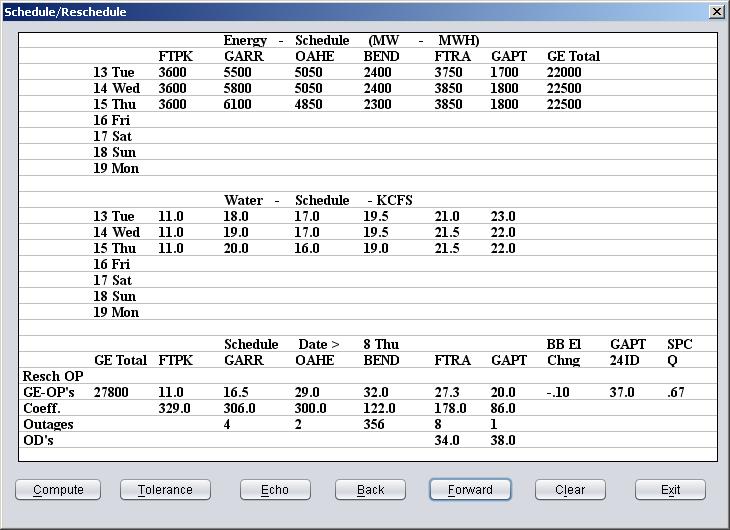 Schedule/Reschedule
Energy - Schedule (MW - MWH)
FTPK GARR OAHE BEND FTRA GAPT GE Total
13 Tue 3600 5500 5050 2400 3750 1700 22000
14 Wed 3600 5800 5050 2400 3850 1800 22500
15 Thu 3600 6100 4850 2300 3850 1800 22500
16 Fri
17 Sat
18 Sun
19 Mon
Water - Schedule - KCFS
13 Tue 11.0 18.0 17.0 19.5 21.0 23.0
14 Wed 11.0 19.0 17.0 19.5 21.5 22.0
15 Thu 11.0 20.0 16.0 19.0 21.5 22.0
16 Fri
17 Sat
18 Sun
19 Mon
Schedule Date > 8 Thu BB El GAPT SPC
GE Total FTPK GARR OAHE BEND FTRA GAPT Chng 24ID Q
Resch OP
GE-OP's 27800 11.0 16.5 29.0 32.0 27.3 20.0 -.10 37.0 .67
Coeff. 329.0 306.0 300.0 122.0 178.0 86.0
Outages 4 2 356 8 1
OD's 34.0 38.0
Compute Tolerance Echo Back Forward Clear Exit